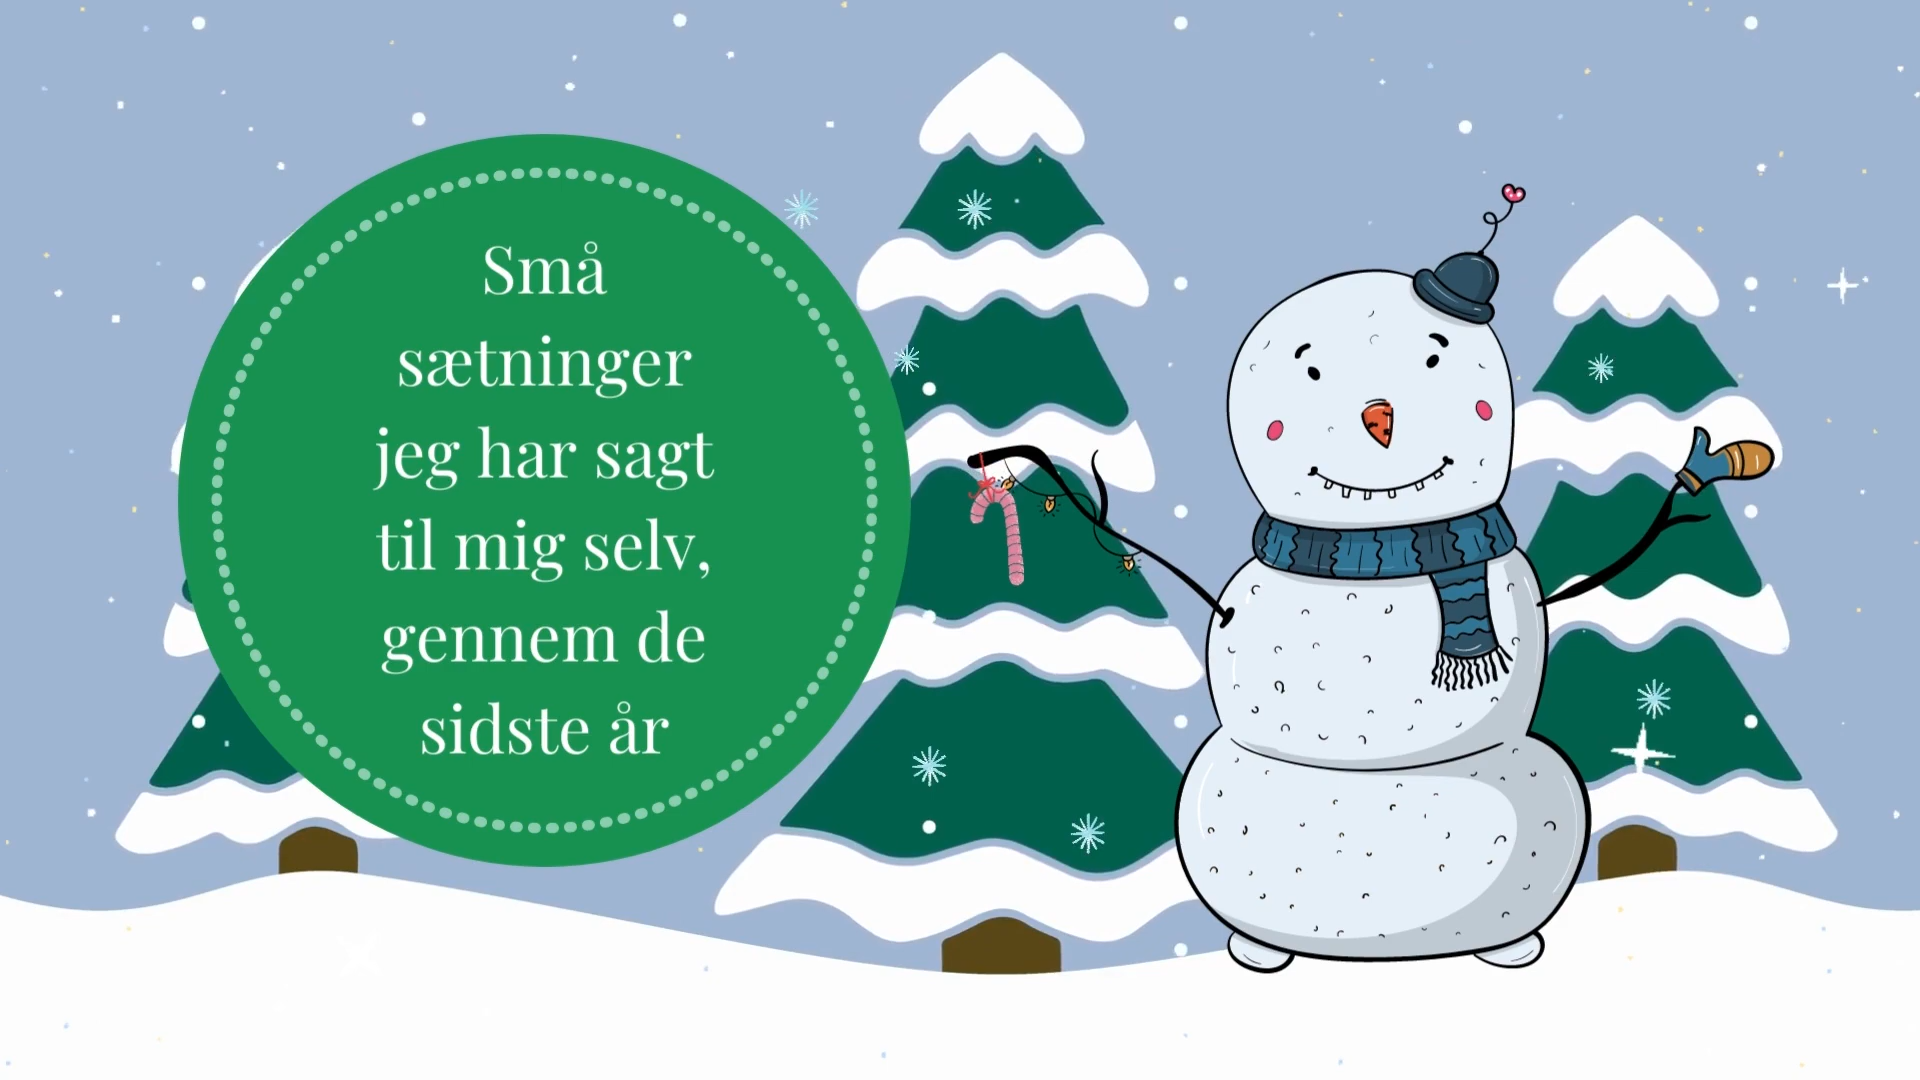 Små
sætninger
jeg har sagt
til mig selv,
gennem de
sidste år